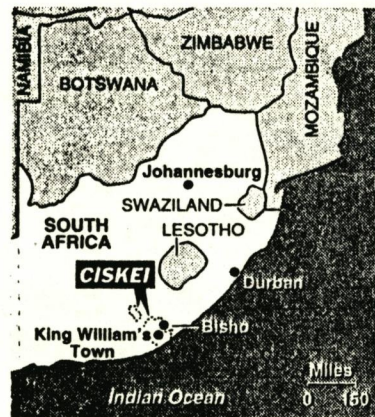 NAMIBIA
ZIMBABWE
MOZAMBIQUE
BOTSWANA
Johannesburg
SWAZILAND
SOUTH
AFRICA
LESOTHO
CISKEI
Durban
Bisho
King William's
Town
Miles
0 150
Indian Ocean